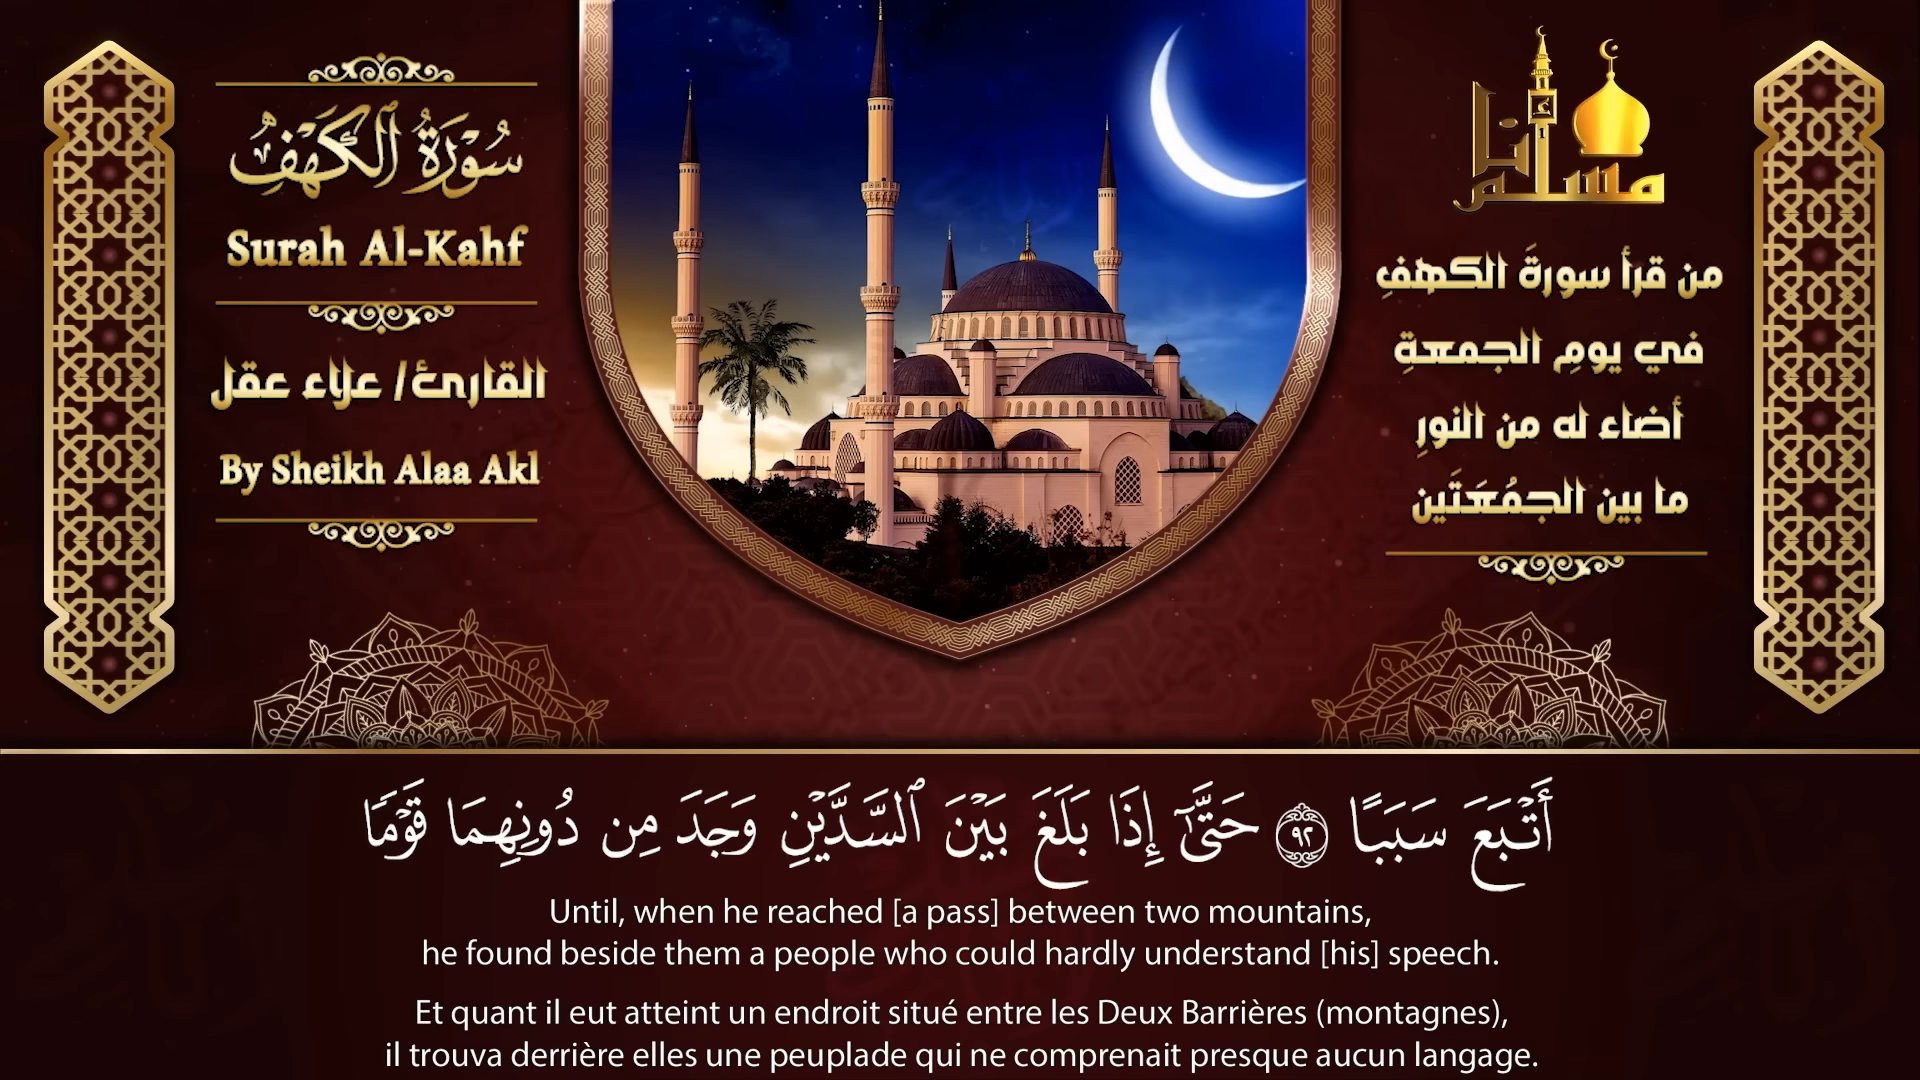 سُورَةُ ٱلْكَهْفِ
Surah Al-Kahf
القارئ/ علاء عقل
By Sheikh Alaa Akl
أنا
مسلم
من قرأ سورةَ الكهفِ
في يومِ الجمعةِ
أضاء له من النورِ
ما بين الجمُعَتَين
أَتْبَعَ سَبَبًا ٩٢ حَتَّىٰٓ إِذَا بَلَغَ بَيْنَ ٱلسَّدَّيْنِ وَجَدَ مِن دُونِهِمَا قَوْمًا
Until, when he reached [a pass] between two mountains,
he found beside them a people who could hardly understand [his] speech.
Et quant il eut atteint un endroit situé entre les Deux Barrières (montagnes),
il trouva derrière elles une peuplade qui ne comprenait presque aucun langage.